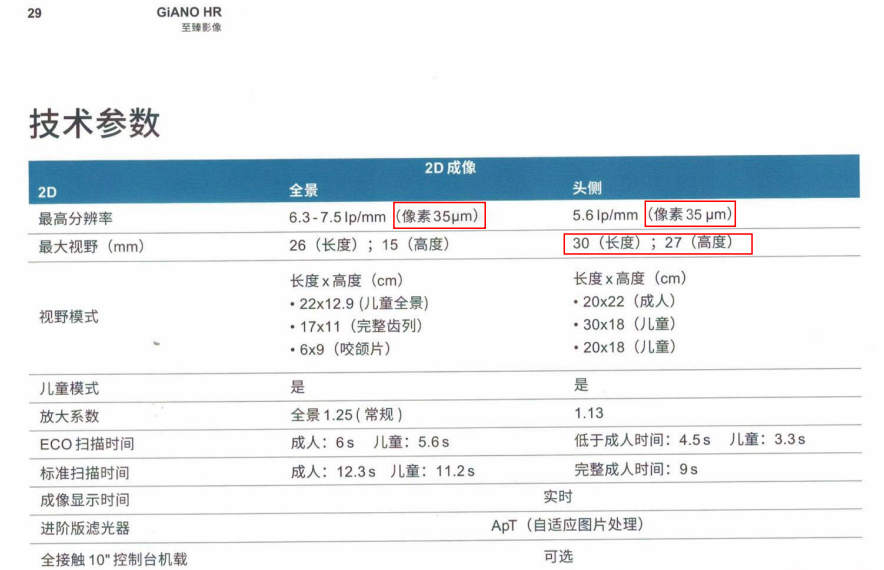 29
GiANO HR
至臻影像
技术参数
2D 成像
2D 全景 头侧
最高分辨率 6.3-7.5 lp/mm（像素35µm） 5.6 lp/mm（像素35 µm）
最大视野（mm） 26（长度）；15（高度） 30（长度）；27（高度）
视野模式
长度 x 高度（cm） 长度 x 高度（cm）
• 22x12.9 (儿童全景) • 20x22（成人）
• 17x11（完整齿列） • 30x18（儿童）
• 6x9（咬颌片） • 20x18（儿童）
儿童模式 是 是
放大系数 全景 1.25 ( 常规 ) 1.13
ECO 扫描时间 成人：6 s 儿童：5.6 s 低于成人时间：4.5 s 儿童：3.3 s
标准扫描时间 成人：12.3 s 儿童：11.2 s 完整成人时间：9 s
成像显示时间 实时
进阶版滤光器 ApT（自适应图片处理）
全接触 10" 控制台机载 可选